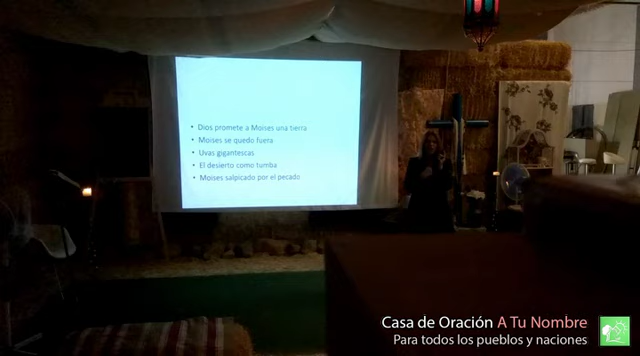 • Dios promete a Moises una tierra
• Moises se quedo fuera
• Uvas gigantescas
• El desierto como tumba
• Moises salpicado por el pecado
Casa de Oración A Tu Nombre
Para todos los pueblos y naciones